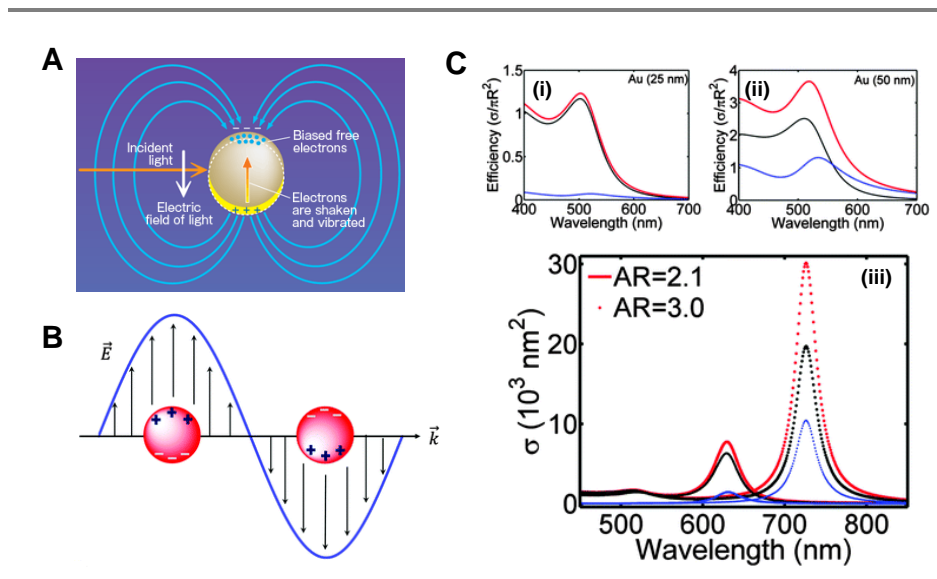 A
Incident
light
Electric
field of light
Biased free
electrons
Electrons
are shaken
and vibrated
– – –
+ + +
B
E⃗
+ + +
– – –
– – –
+ + +
k⃗
C
(i)
Au (25 nm)
Efficiency (σ/πR²)
1.5
1
0.5
0
400 500 600 700
Wavelength (nm)
(ii)
Au (50 nm)
Efficiency (σ/πR²)
4
3
2
1
0
400 500 600 700
Wavelength (nm)
(iii)
AR=2.1
AR=3.0
σ (10³ nm²)
30
20
10
0
500 600 700 800
Wavelength (nm)